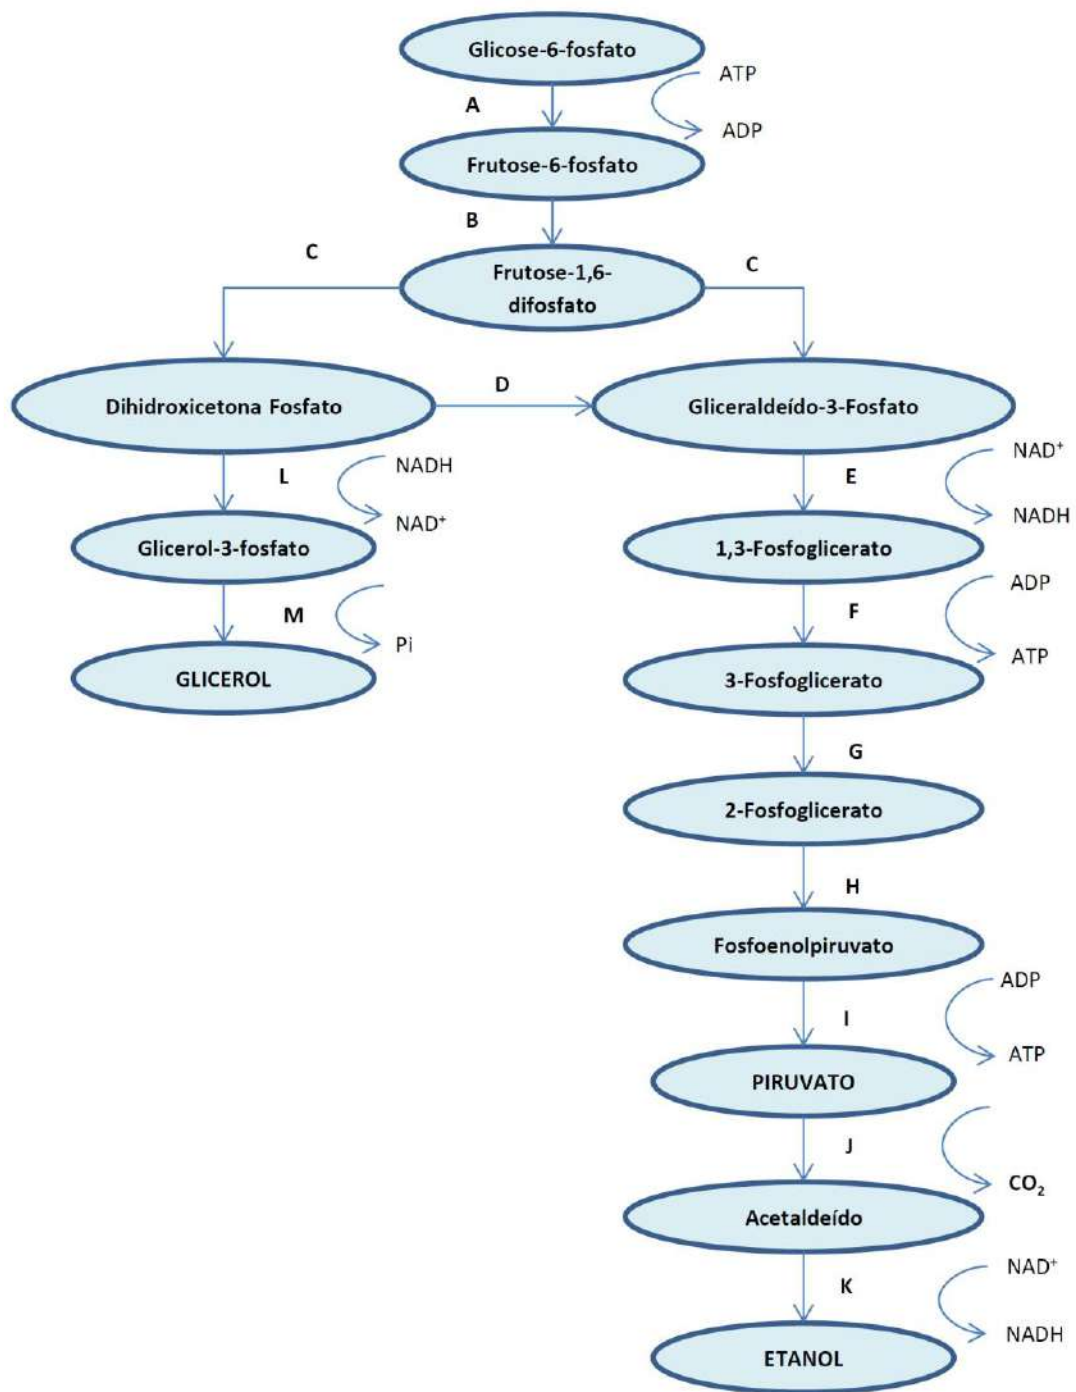 Glicose-6-fosfato
ATP
A
ADP
Frutose-6-fosfato
B
C
Frutose-1,6-
difosfato
C
Dihidroxicetona Fosfato
D
Gliceraldeído-3-Fosfato
L
NADH
NAD⁺
E
NAD⁺
NADH
Glicerol-3-fosfato
1,3-Fosfoglicerato
M
Pi
F
ADP
ATP
GLICEROL
3-Fosfoglicerato
G
2-Fosfoglicerato
H
Fosfoenolpiruvato
ADP
I
ATP
PIRUVATO
J
CO₂
Acetaldeído
NAD⁺
K
NADH
ETANOL